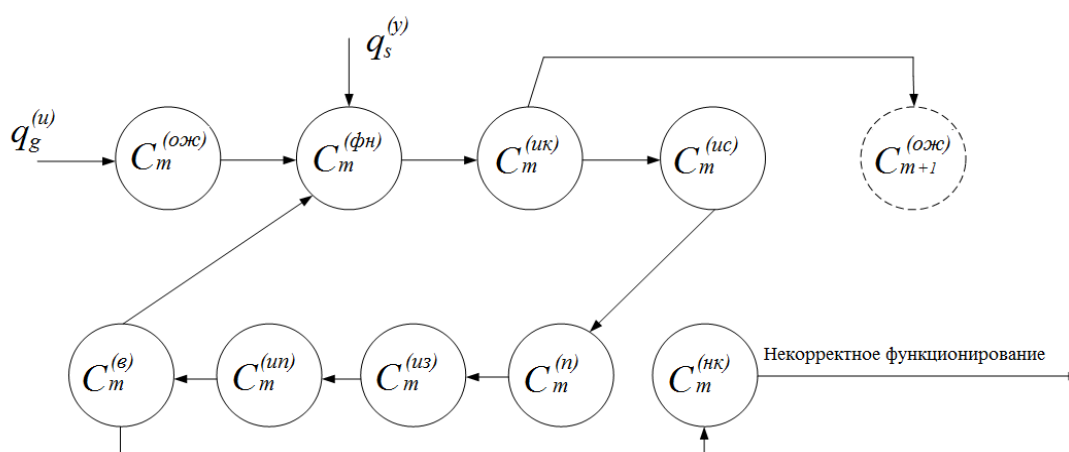 q_s^(у)
q_g^(и)
C_m^(ож)
C_m^(фн)
C_m^(ик)
C_m^(ис)
C_{m+1}^(ож)
C_m^(в)
C_m^(ип)
C_m^(из)
C_m^(п)
C_m^(нк)
Некорректное функционирование